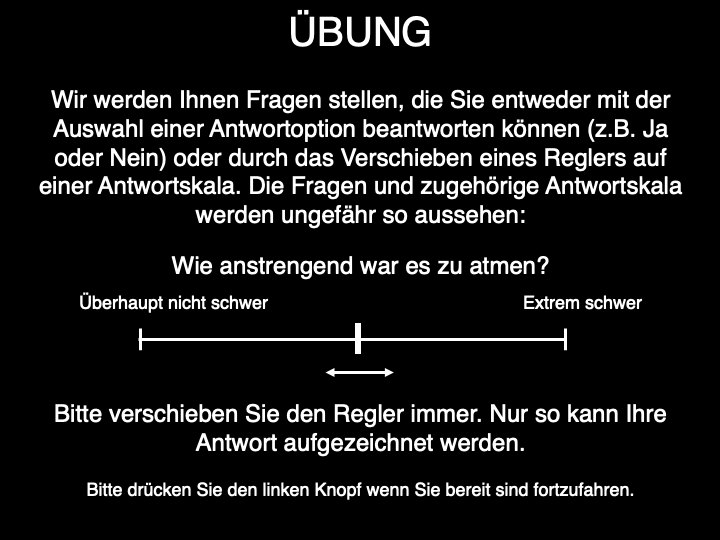 ÜBUNG
Wir werden Ihnen Fragen stellen, die Sie entweder mit der
Auswahl einer Antwortoption beantworten können (z.B. Ja
oder Nein) oder durch das Verschieben eines Reglers auf
einer Antwortskala. Die Fragen und zugehörige Antwortskala
werden ungefähr so aussehen:
Wie anstrengend war es zu atmen?
Überhaupt nicht schwer Extrem schwer
Bitte verschieben Sie den Regler immer. Nur so kann Ihre
Antwort aufgezeichnet werden.
Bitte drücken Sie den linken Knopf wenn Sie bereit sind fortzufahren.